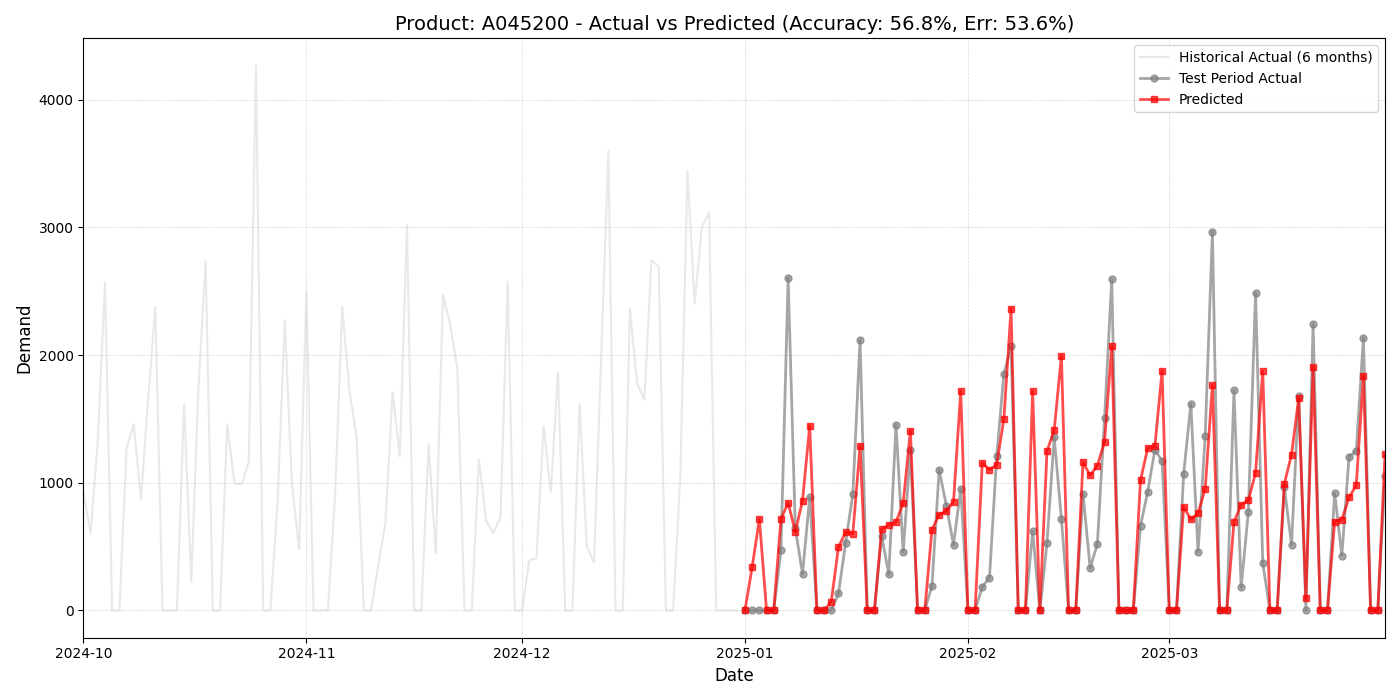 Product: A045200 - Actual vs Predicted (Accuracy: 56.8%, Err: 53.6%)
Historical Actual (6 months)
Test Period Actual
Predicted
Demand
4000
3000
2000
1000
0
2024-10
2024-11
2024-12
2025-01
2025-02
2025-03
Date